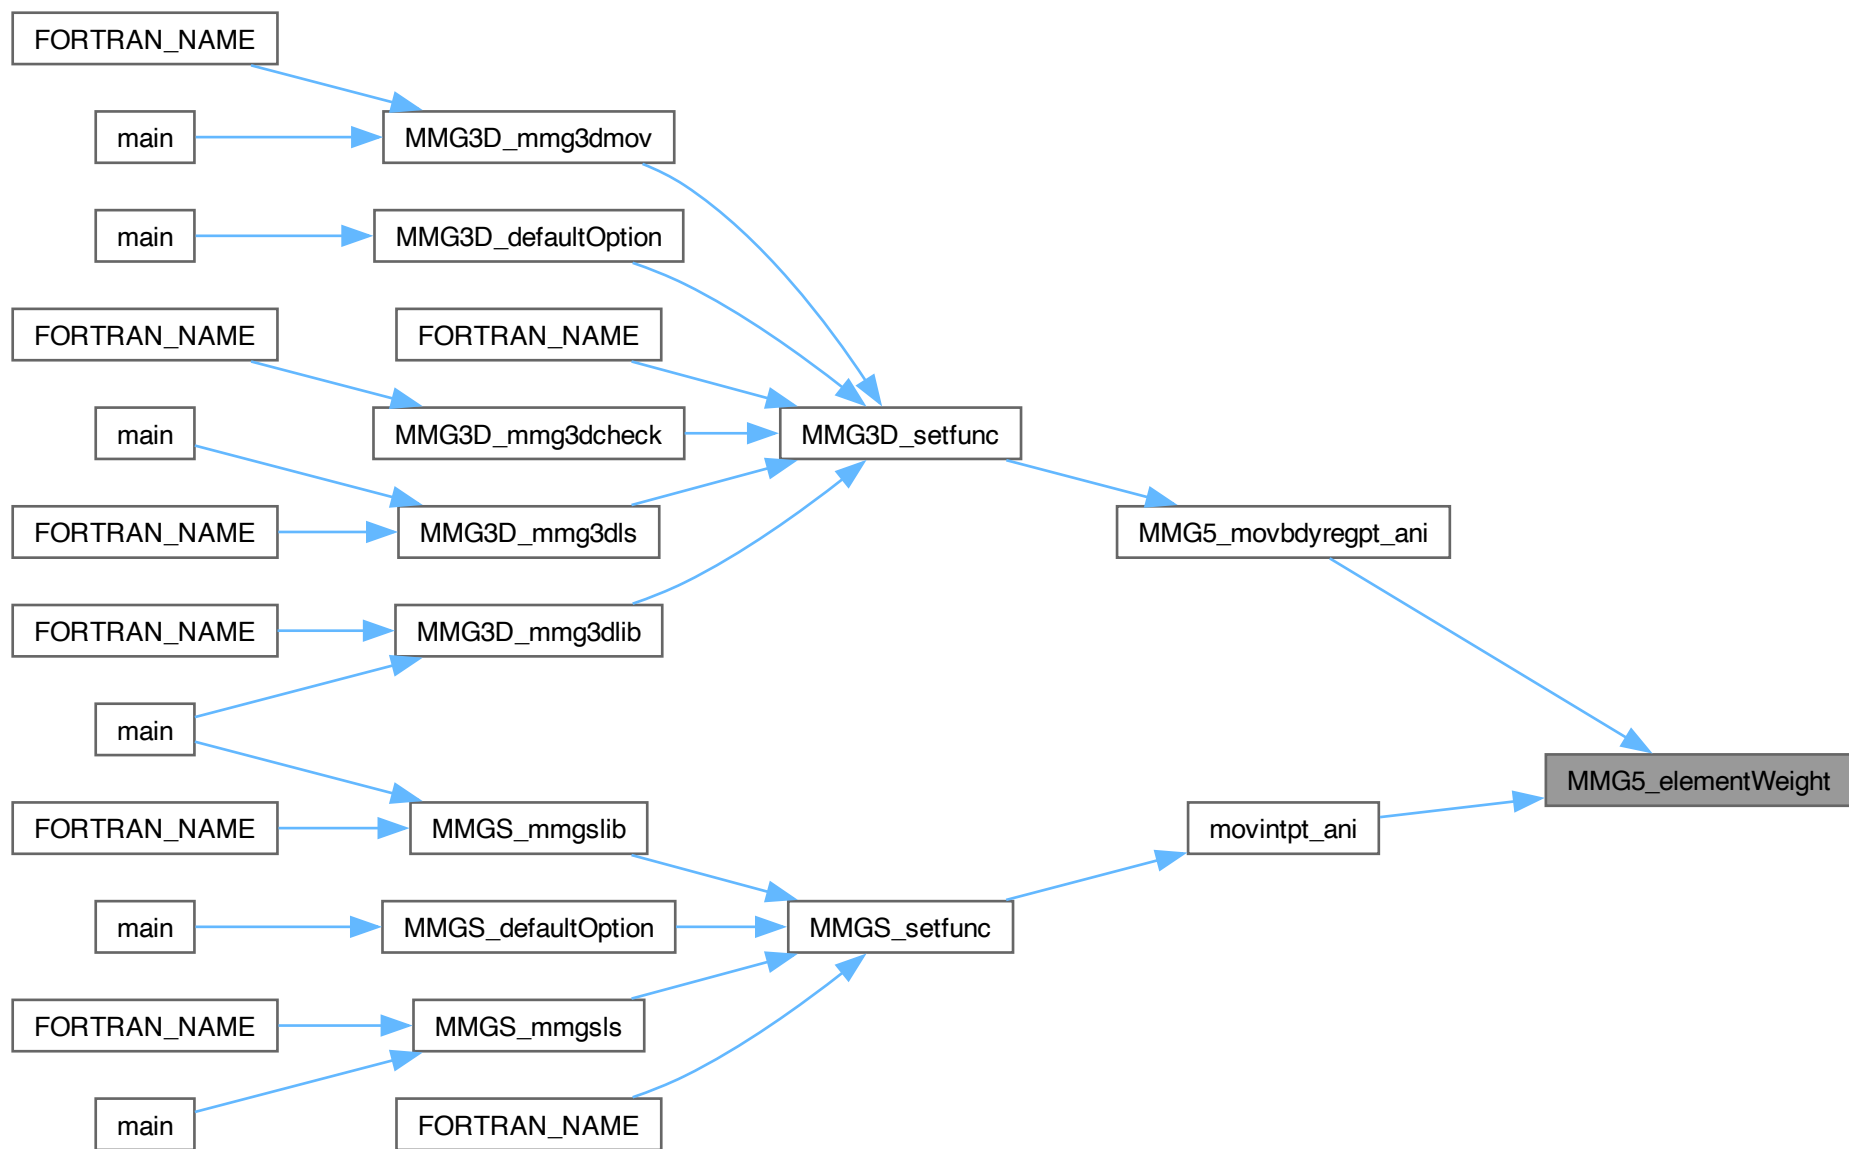 FORTRAN_NAME
main
MMG3D_mmg3dmov
main
MMG3D_defaultOption
FORTRAN_NAME
FORTRAN_NAME
main
MMG3D_mmg3dcheck
MMG3D_setfunc
FORTRAN_NAME
MMG3D_mmg3dls
MMG5_movbdyregpt_ani
FORTRAN_NAME
MMG3D_mmg3dlib
main
MMG5_elementWeight
FORTRAN_NAME
MMGS_mmgslib
movintpt_ani
main
MMGS_defaultOption
MMGS_setfunc
FORTRAN_NAME
MMGS_mmgsls
main
FORTRAN_NAME